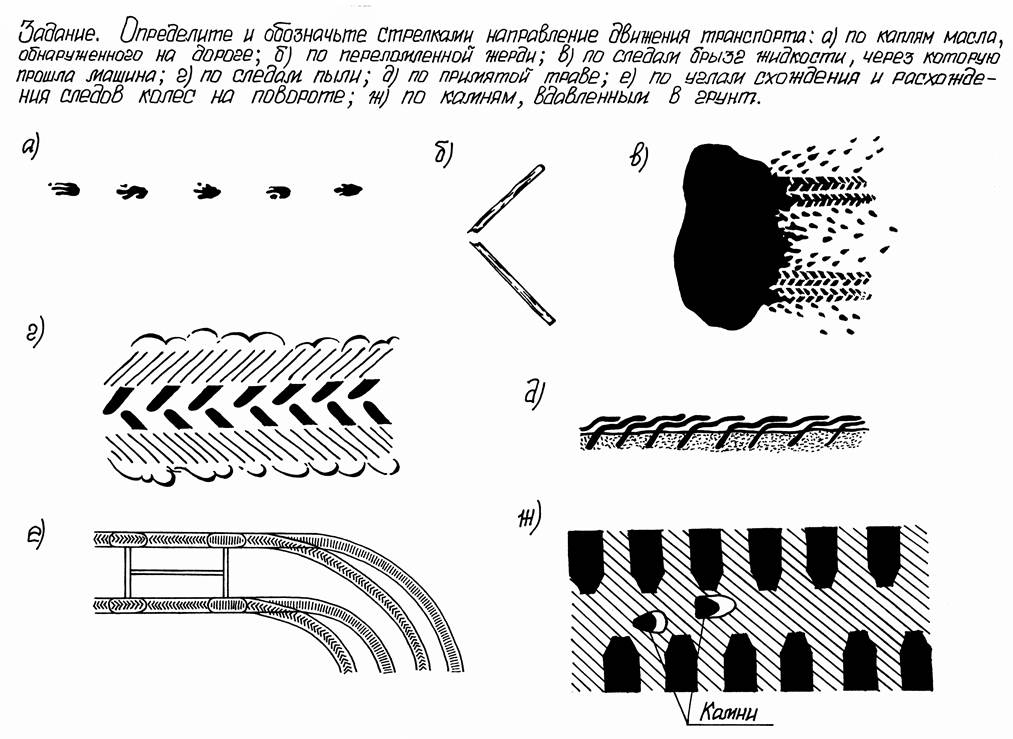 Задание. Определите и обозначьте стрелками направление движения транспорта: а) по каплям масла,
обнаруженного на дороге; б) по переломленной жерди; в) по следам брызг жидкости, через которую
прошла машина; г) по следам пыли; д) по примятой траве; е) по углам схождения и расхожде-
ния следов колес на повороте; ж) по камням, вдавленным в грунт.
а)
б)
в)
г)
д)
е)
ж)
Камни